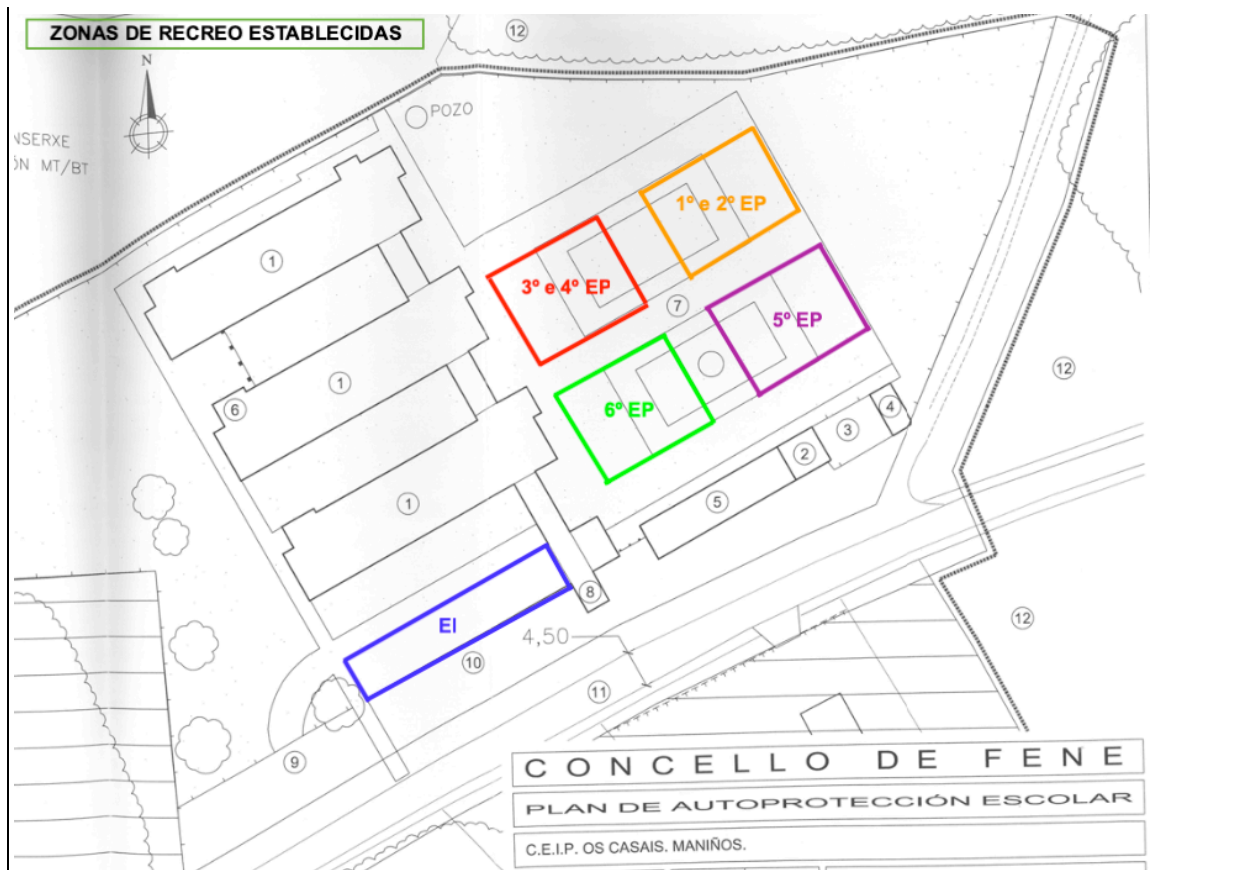 ZONAS DE RECREO ESTABLECIDAS
12
N
POZO
NSERXE
ÓN MT/BT
1º e 2º EP
1
3º e 4º EP
7
5º EP
12
1
6
6º EP
4
3
2
1
5
8
EI
12
4,50
10
11
9
CONCELLO DE FENE
PLAN DE AUTOPROTECCIÓN ESCOLAR
C.E.I.P. OS CASAIS. MANIÑOS.